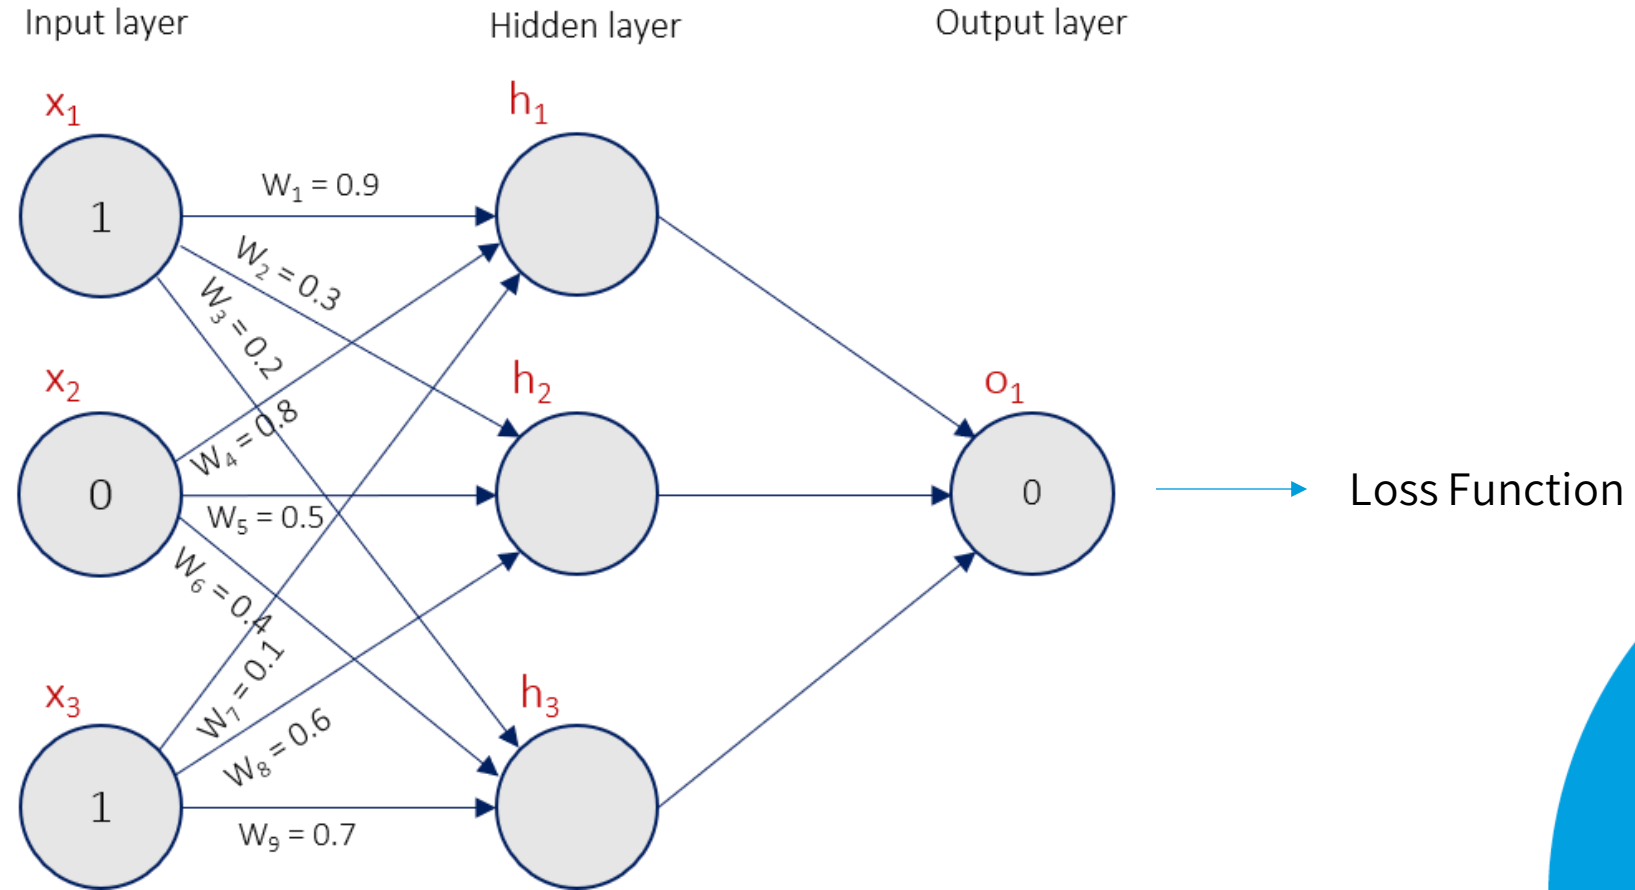 Input layer
Hidden layer
Output layer
x₁
h₁
1
W₁ = 0.9
W₂ = 0.3
W₃ = 0.2
x₂
h₂
o₁
0
W₄ = 0.8
W₅ = 0.5
W₆ = 0.4
0
Loss Function
x₃
h₃
1
W₇ = 0.1
W₈ = 0.6
W₉ = 0.7